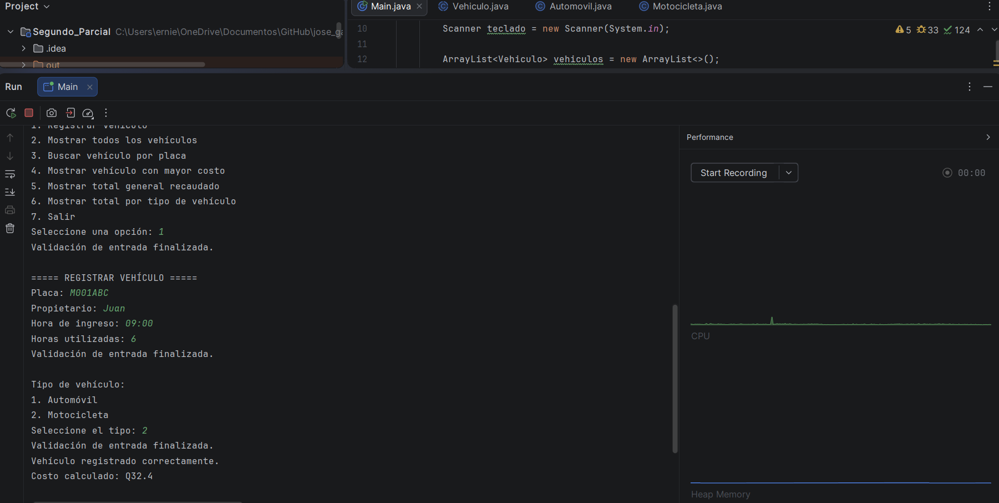 Project
Main.java
Vehiculo.java
Automovil.java
Motocicleta.java
Segundo_Parcial C:\Users\ernie\OneDrive\Documentos\GitHub\jose_ga
.idea
out
10 Scanner teclado = new Scanner(System.in);
11
12 ArrayList<Vehiculo> vehiculos = new ArrayList<>();
5 33 124
Run Main
1. Registrar vehículo
2. Mostrar todos los vehículos
3. Buscar vehículo por placa
4. Mostrar vehículo con mayor costo
5. Mostrar total general recaudado
6. Mostrar total por tipo de vehículo
7. Salir
Seleccione una opción: 1
Validación de entrada finalizada.
===== REGISTRAR VEHÍCULO =====
Placa: M001ABC
Propietario: Juan
Hora de ingreso: 09:00
Horas utilizadas: 6
Validación de entrada finalizada.
Tipo de vehículo:
1. Automóvil
2. Motocicleta
Seleccione el tipo: 2
Validación de entrada finalizada.
Vehículo registrado correctamente.
Costo calculado: Q32.4
Performance
Start Recording
00:00
CPU
Heap Memory